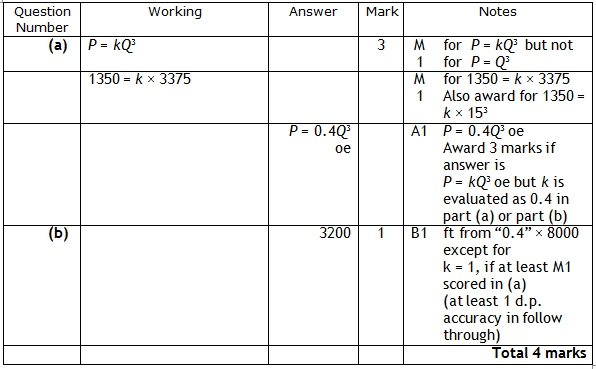 Question Number Working Answer Mark Notes
(a) P = kQ³ 3 M1 for P = kQ³ but not for P = Q³
1350 = k × 3375 M1 for 1350 = k × 3375
Also award for 1350 =
k × 15³
P = 0.4Q³ oe A1 P = 0.4Q³ oe
Award 3 marks if
answer is
P = kQ³ oe but k is
evaluated as 0.4 in
part (a) or part (b)
(b) 3200 1 B1 ft from “0.4” × 8000
except for
k = 1, if at least M1
scored in (a)
(at least 1 d.p.
accuracy in follow
through)
Total 4 marks